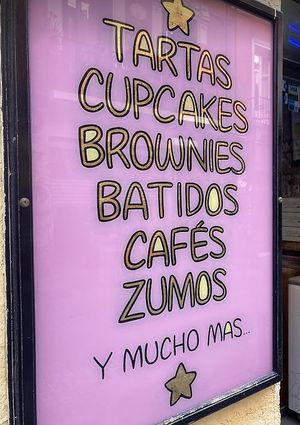 TARTAS
CUPCAKES
BROWNIES
BATIDOS
CAFÉS
ZUMOS
Y MUCHO MAS...